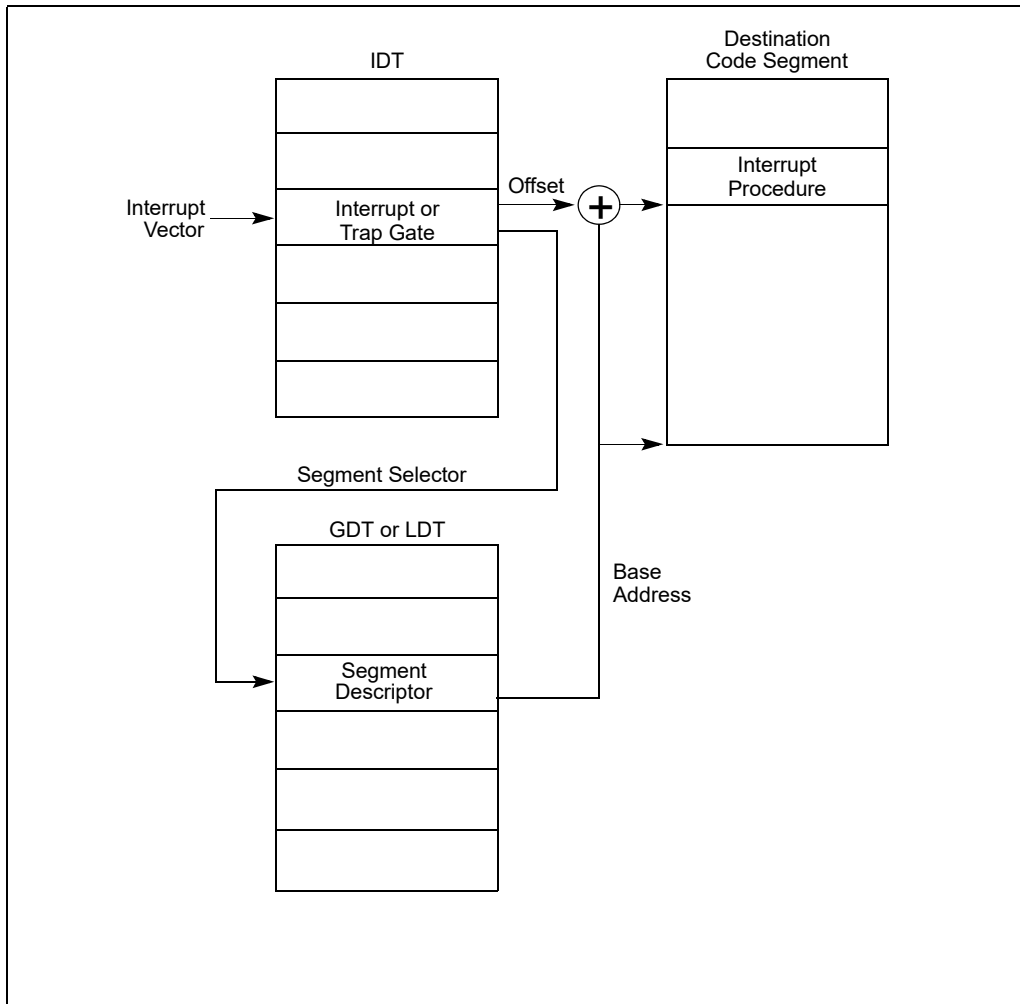 Destination
Code Segment
IDT
Interrupt
Procedure
Offset
+
Interrupt
Vector
Interrupt or
Trap Gate
Segment Selector
GDT or LDT
Base
Address
Segment
Descriptor